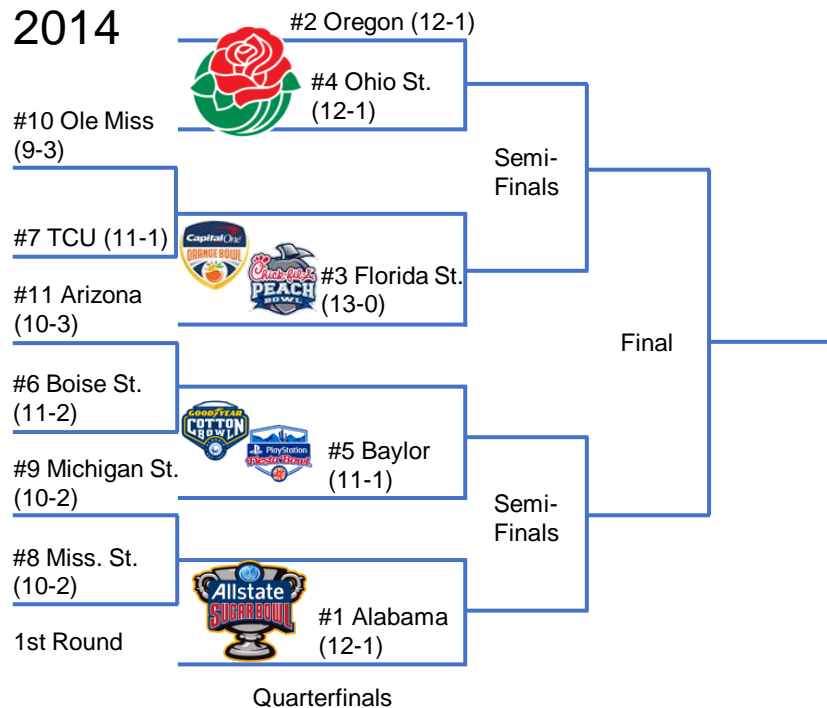 2014
#2 Oregon (12-1)
#4 Ohio St.
(12-1)
#10 Ole Miss
(9-3)
Semi-
Finals
#7 TCU (11-1)
Capital One
ORANGE BOWL
Chick-fil-A
PEACH
BOWL
#3 Florida St.
(13-0)
#11 Arizona
(10-3)
Final
#6 Boise St.
(11-2)
GOODYEAR
COTTON
BOWL
PlayStation
Fiesta Bowl
#5 Baylor
(11-1)
#9 Michigan St.
(10-2)
Semi-
Finals
#8 Miss. St.
(10-2)
Allstate
SUGAR BOWL
#1 Alabama
(12-1)
1st Round
Quarterfinals